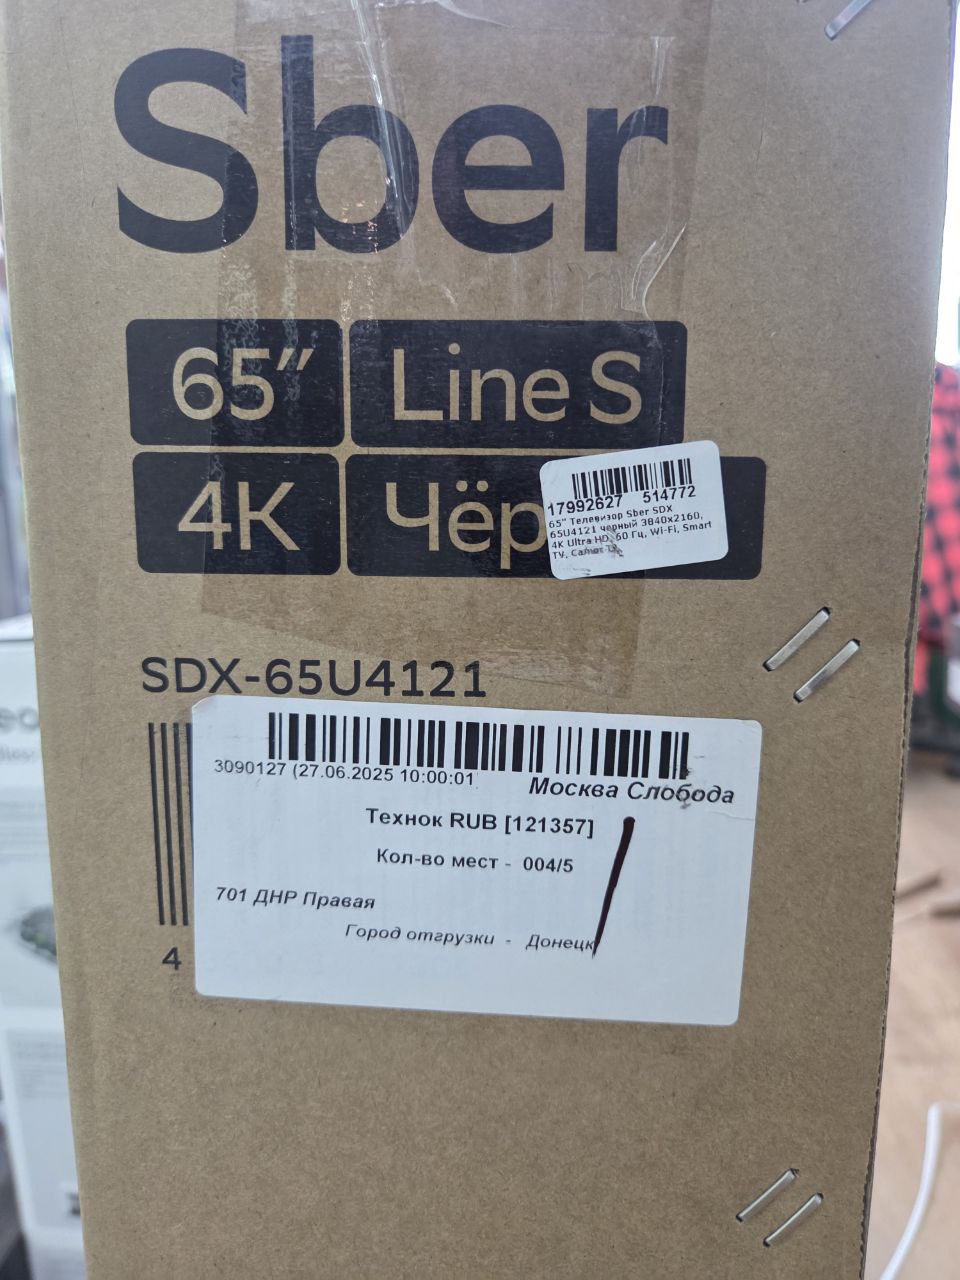 Sber
65″ Line S
4K Чёр
17992627 514772
65" Телевизор Sber SDX
65U4121 черный 3840x2160,
4K Ultra HD, 60 Гц, Wi-Fi, Smart
TV, Салют ТВ
SDX-65U4121
3090127 (27.06.2025 10:00:01
Москва Слобода
Технок RUB [121357]
Кол-во мест - 004/5
701 ДНР Правая
Город отгрузки - Донецк
4